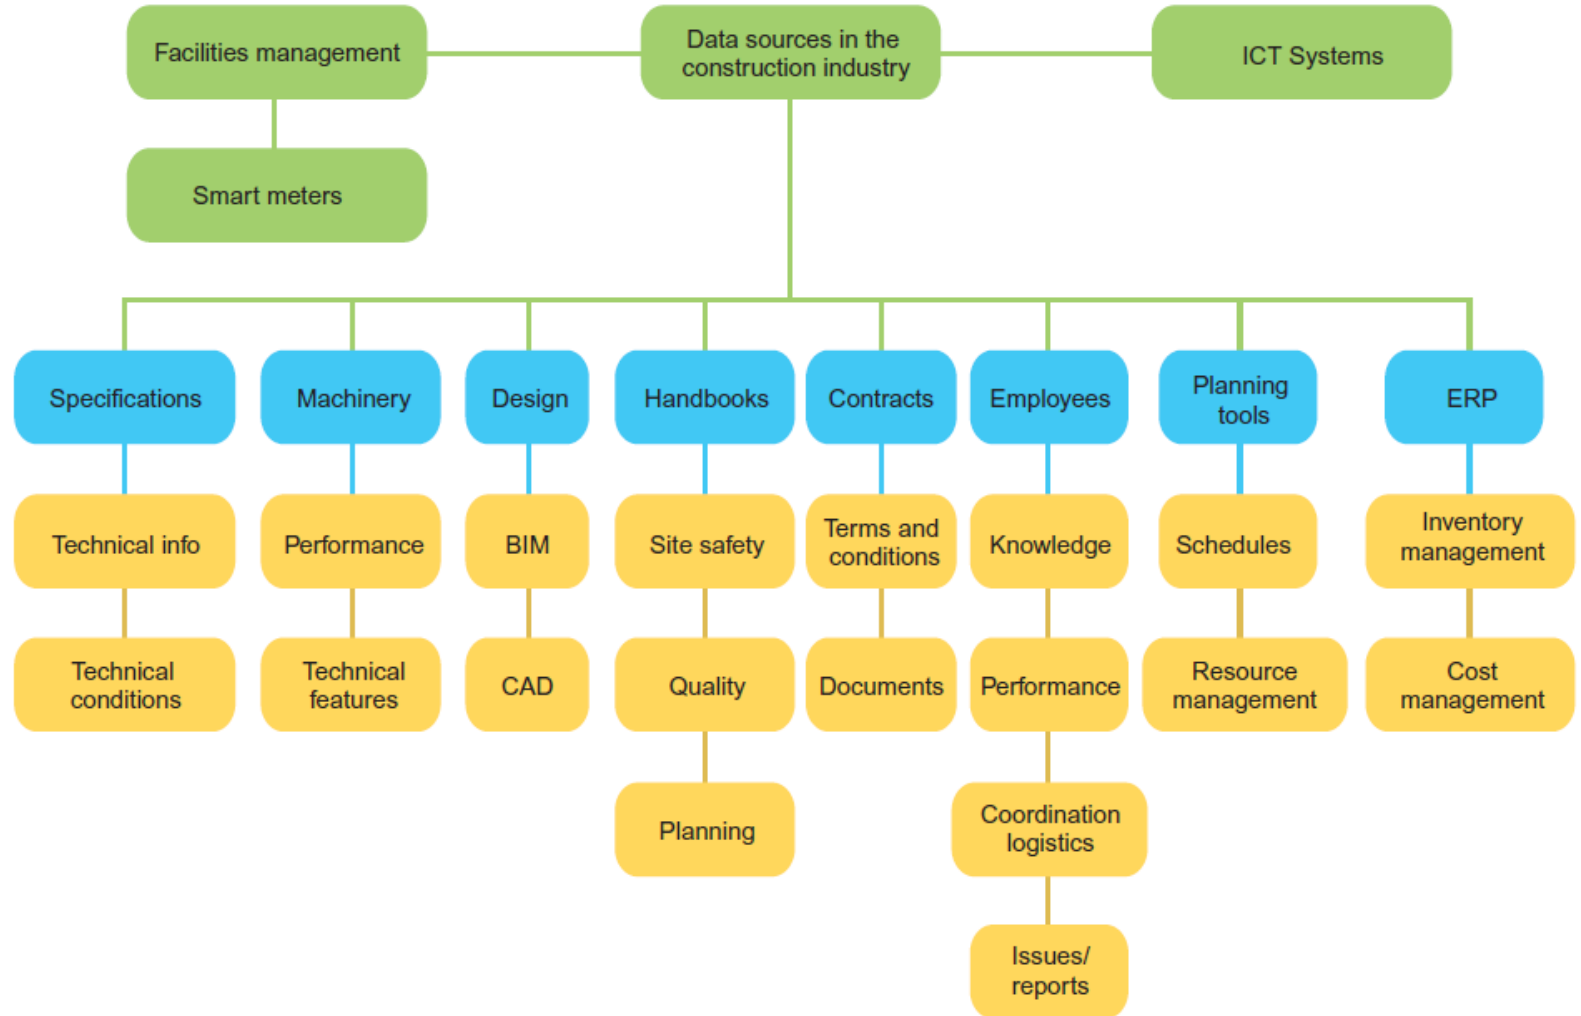 Facilities management
Data sources in the
construction industry
ICT Systems
Smart meters
Specifications
Machinery
Design
Handbooks
Contracts
Employees
Planning
tools
ERP
Technical info
Performance
BIM
Site safety
Terms and
conditions
Knowledge
Schedules
Inventory
management
Technical
conditions
Technical
features
CAD
Quality
Documents
Performance
Resource
management
Cost
management
Planning
Coordination
logistics
Issues/
reports